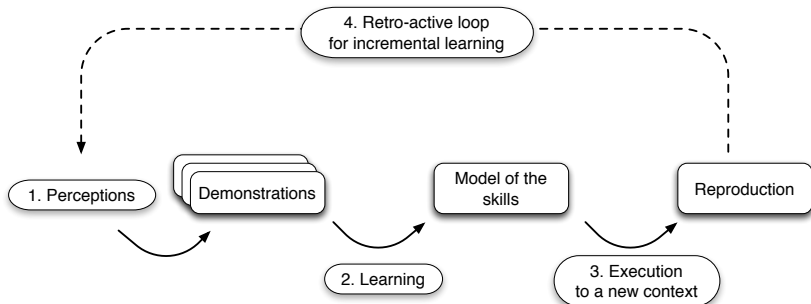 4. Retro-active loop
for incremental learning
1. Perceptions
Demonstrations
Model of the
skills
Reproduction
2. Learning
3. Execution
to a new context